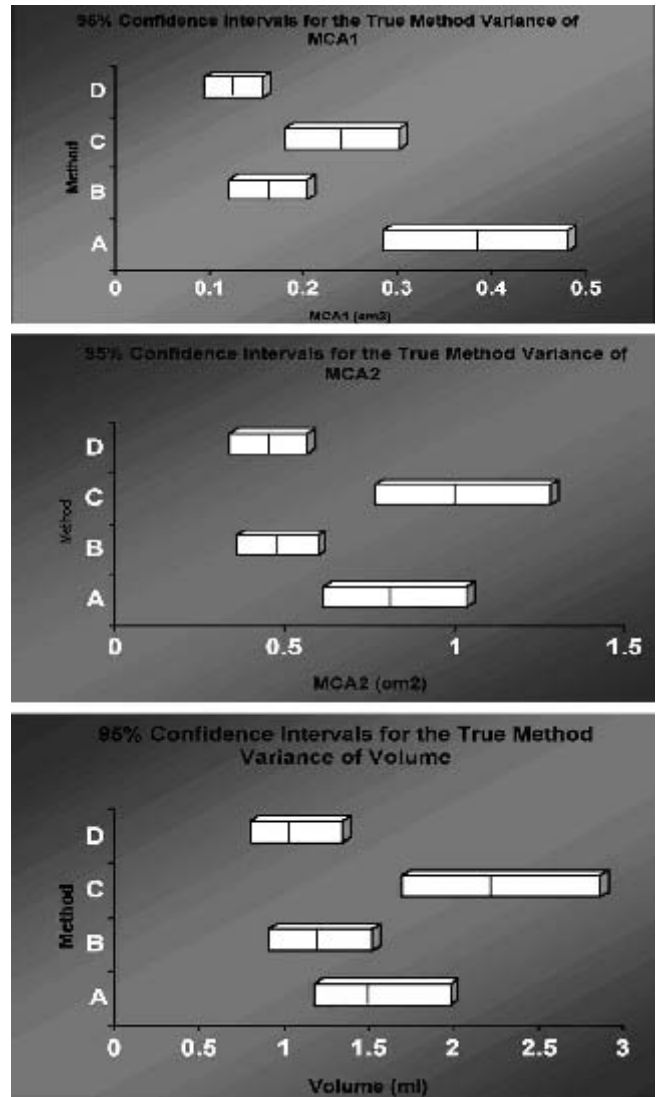 95% Confidence Intervals for the True Method Variance of
MCA1
D
C
B
A
Method
0 0.1 0.2 0.3 0.4 0.5
MCA1 (cm2)
95% Confidence Intervals for the True Method Variance of
MCA2
D
C
B
A
Method
0 0.5 1 1.5
MCA2 (cm2)
95% Confidence Intervals for the True Method
Variance of Volume
D
C
B
A
Method
0 0.5 1 1.5 2 2.5 3
Volume (ml)